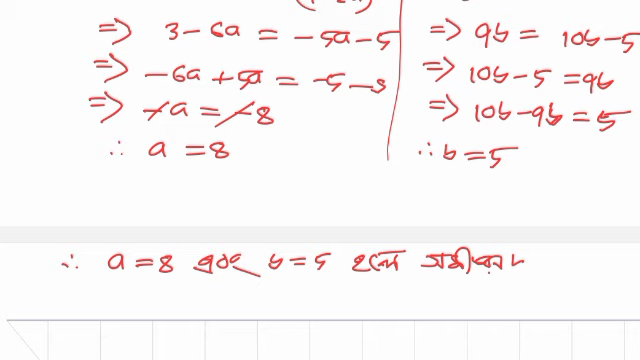 => 3 - 6a = -5a - 5
=> -6a + 5a = -5 - 3
=> -a = -8
∴ a = 8
=> 9b = 10b - 5
=> 10b - 5 = 9b
=> 10b - 9b = 5
∴ b = 5
∴ a = 8 এবং b = 5 হলে সমীকরণ